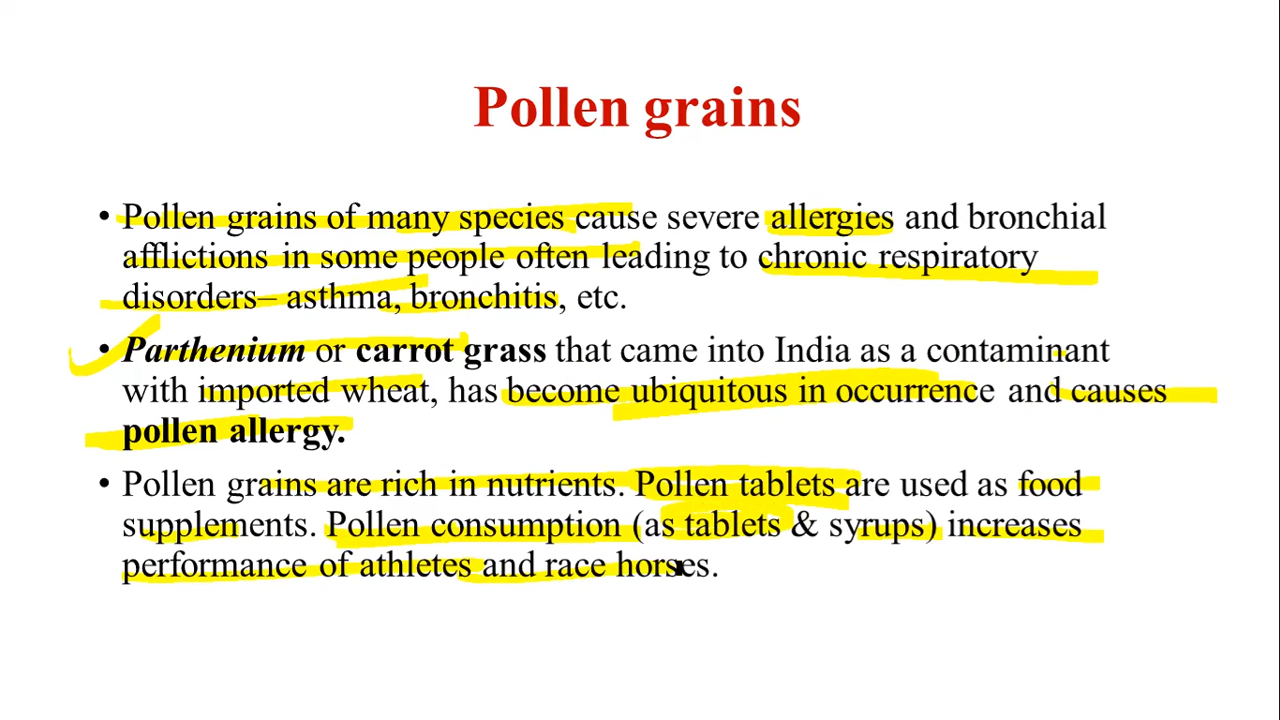 Pollen grains
• Pollen grains of many species cause severe allergies and bronchial
afflictions in some people often leading to chronic respiratory
disorders– asthma, bronchitis, etc.
• Parthenium or carrot grass that came into India as a contaminant
with imported wheat, has become ubiquitous in occurrence and causes
pollen allergy.
• Pollen grains are rich in nutrients. Pollen tablets are used as food
supplements. Pollen consumption (as tablets & syrups) increases
performance of athletes and race horses.